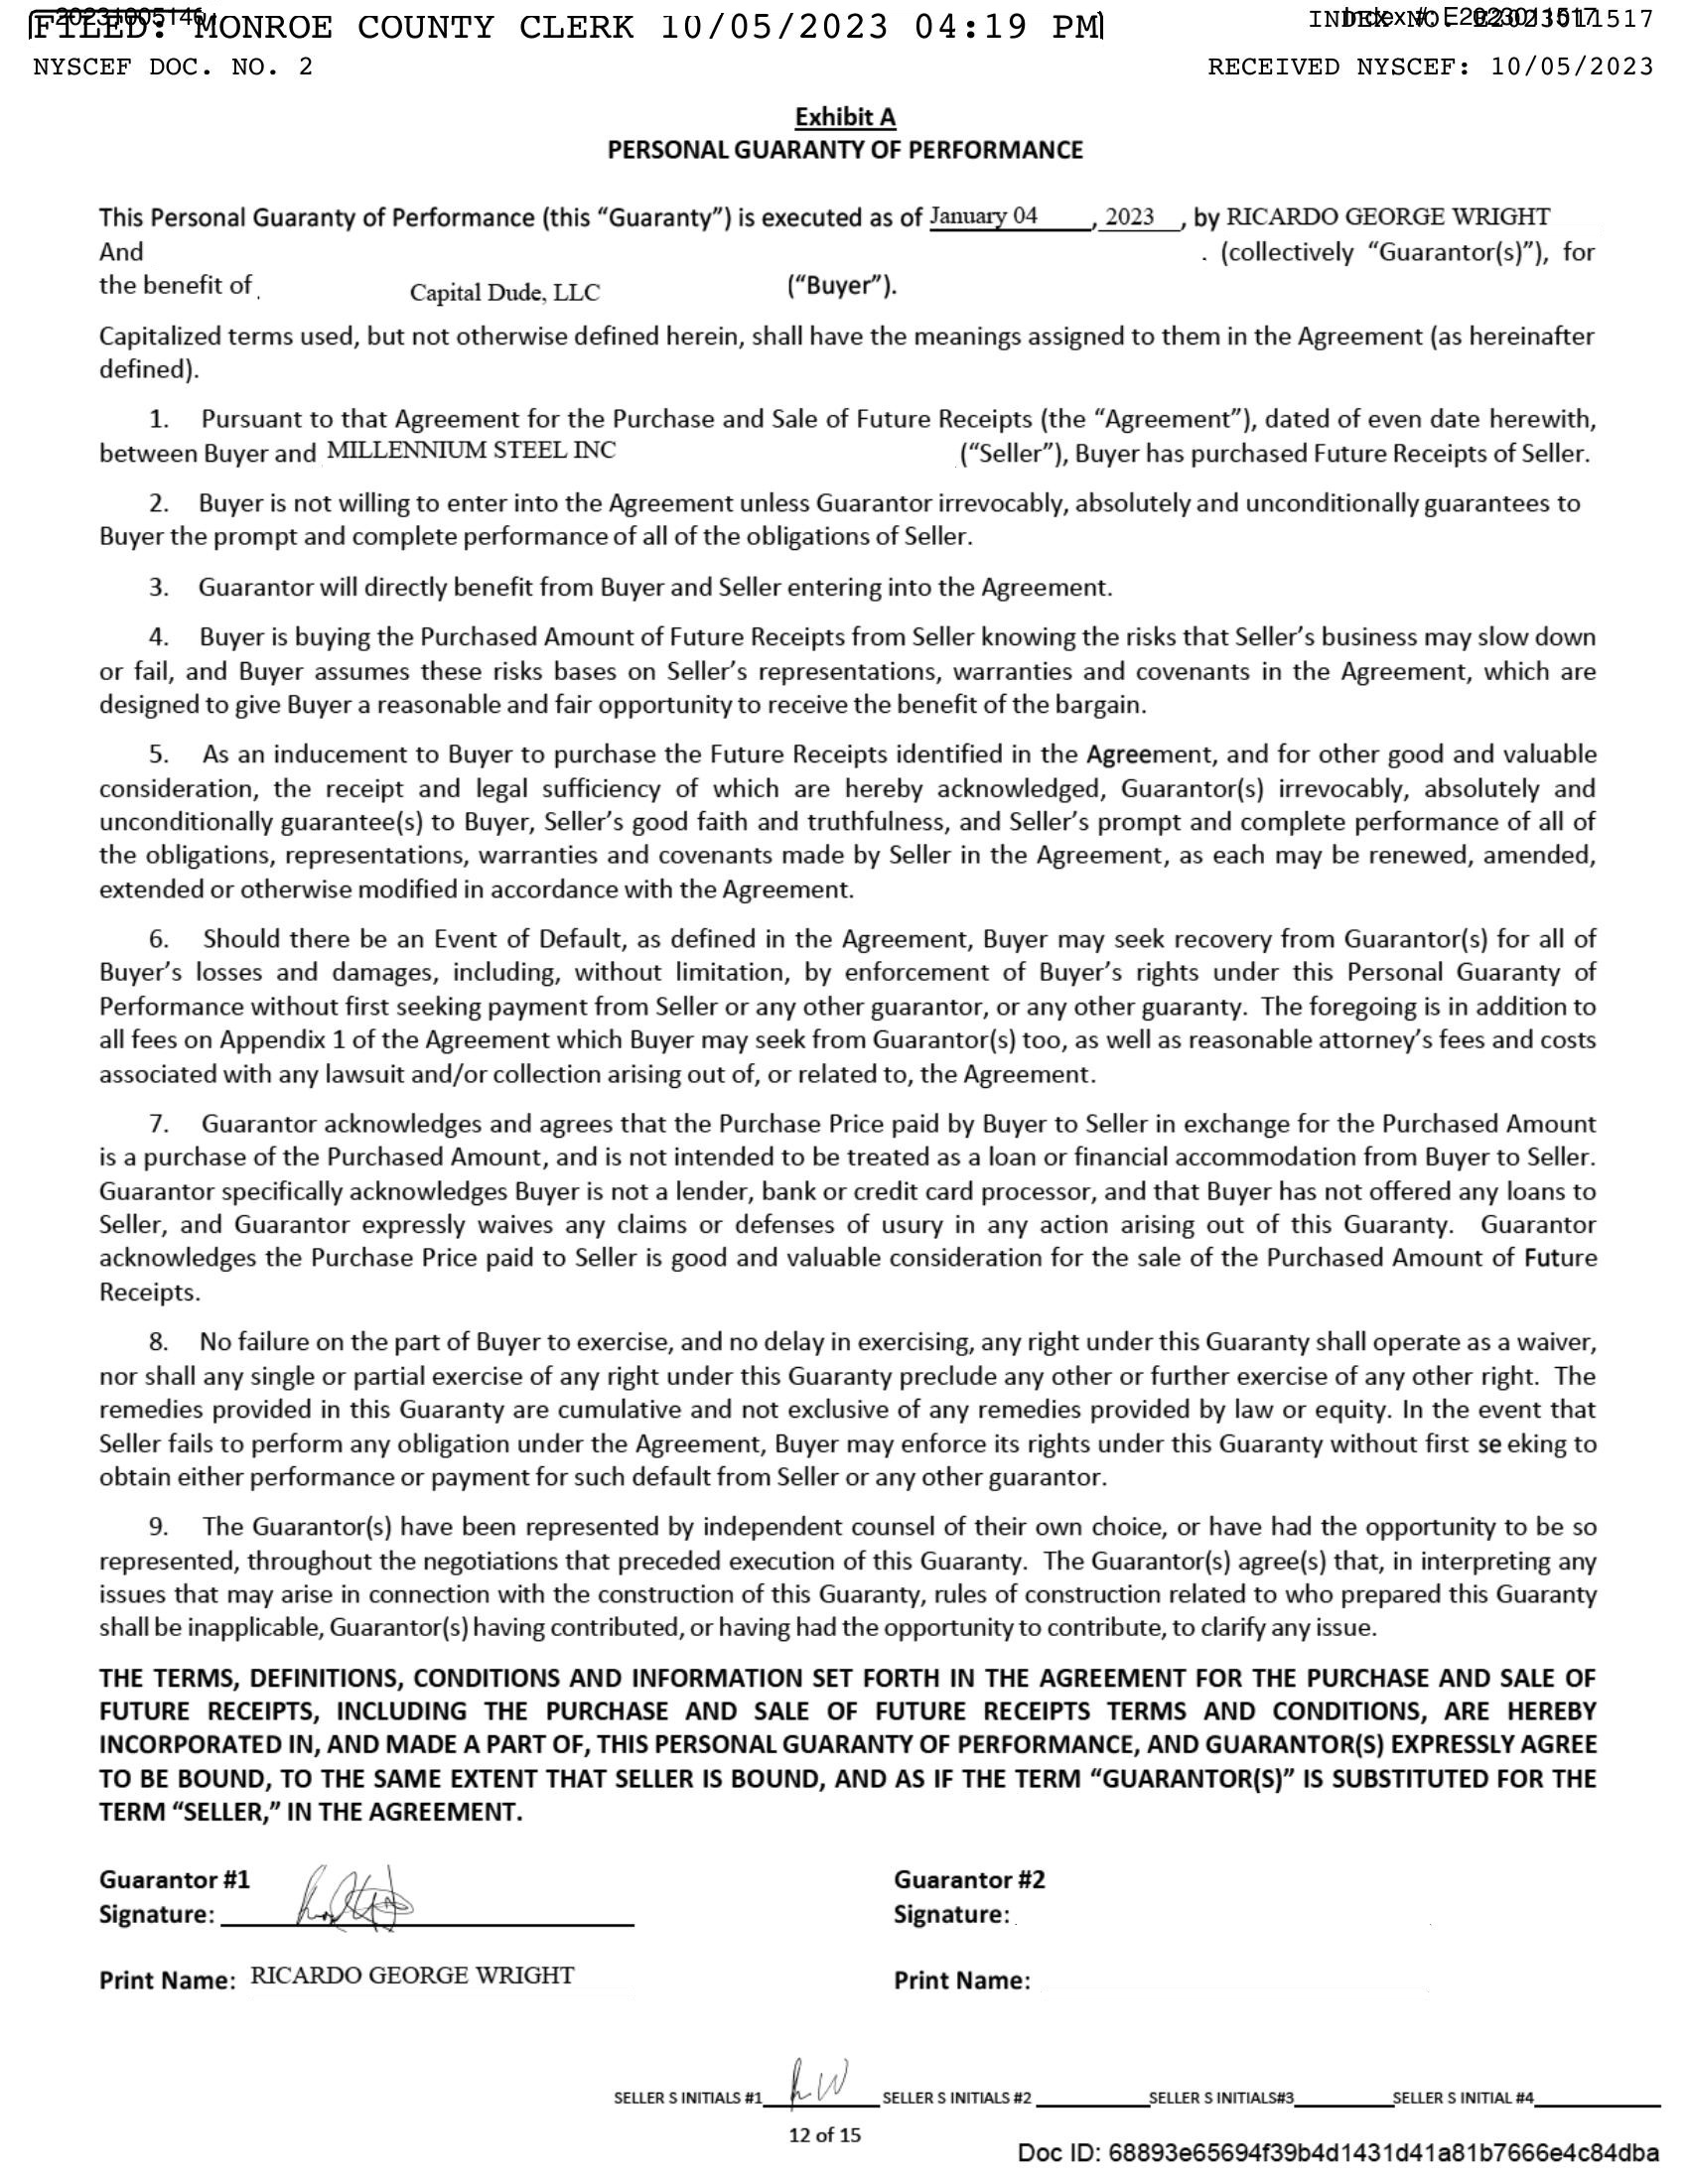 202310051461
FILED: MONROE COUNTY CLERK 10/05/2023 04:19 PM
INDEX NO. E2023011517
Index #: E2023011517
NYSCEF DOC. NO. 2
RECEIVED NYSCEF: 10/05/2023
Exhibit A
PERSONAL GUARANTY OF PERFORMANCE
This Personal Guaranty of Performance (this “Guaranty”) is executed as of January 04 , 2023 , by RICARDO GEORGE WRIGHT
And . (collectively “Guarantor(s)”), for
the benefit of Capital Dude, LLC (“Buyer”).
Capitalized terms used, but not otherwise defined herein, shall have the meanings assigned to them in the Agreement (as hereinafter
defined).
1. Pursuant to that Agreement for the Purchase and Sale of Future Receipts (the “Agreement”), dated of even date herewith,
between Buyer and MILLENNIUM STEEL INC (“Seller”), Buyer has purchased Future Receipts of Seller.
2. Buyer is not willing to enter into the Agreement unless Guarantor irrevocably, absolutely and unconditionally guarantees to
Buyer the prompt and complete performance of all of the obligations of Seller.
3. Guarantor will directly benefit from Buyer and Seller entering into the Agreement.
4. Buyer is buying the Purchased Amount of Future Receipts from Seller knowing the risks that Seller’s business may slow down
or fail, and Buyer assumes these risks bases on Seller’s representations, warranties and covenants in the Agreement, which are
designed to give Buyer a reasonable and fair opportunity to receive the benefit of the bargain.
5. As an inducement to Buyer to purchase the Future Receipts identified in the Agreement, and for other good and valuable
consideration, the receipt and legal sufficiency of which are hereby acknowledged, Guarantor(s) irrevocably, absolutely and
unconditionally guarantee(s) to Buyer, Seller’s good faith and truthfulness, and Seller’s prompt and complete performance of all of
the obligations, representations, warranties and covenants made by Seller in the Agreement, as each may be renewed, amended,
extended or otherwise modified in accordance with the Agreement.
6. Should there be an Event of Default, as defined in the Agreement, Buyer may seek recovery from Guarantor(s) for all of
Buyer’s losses and damages, including, without limitation, by enforcement of Buyer’s rights under this Personal Guaranty of
Performance without first seeking payment from Seller or any other guarantor, or any other guaranty. The foregoing is in addition to
all fees on Appendix 1 of the Agreement which Buyer may seek from Guarantor(s) too, as well as reasonable attorney’s fees and costs
associated with any lawsuit and/or collection arising out of, or related to, the Agreement.
7. Guarantor acknowledges and agrees that the Purchase Price paid by Buyer to Seller in exchange for the Purchased Amount
is a purchase of the Purchased Amount, and is not intended to be treated as a loan or financial accommodation from Buyer to Seller.
Guarantor specifically acknowledges Buyer is not a lender, bank or credit card processor, and that Buyer has not offered any loans to
Seller, and Guarantor expressly waives any claims or defenses of usury in any action arising out of this Guaranty. Guarantor
acknowledges the Purchase Price paid to Seller is good and valuable consideration for the sale of the Purchased Amount of Future
Receipts.
8. No failure on the part of Buyer to exercise, and no delay in exercising, any right under this Guaranty shall operate as a waiver,
nor shall any single or partial exercise of any right under this Guaranty preclude any other or further exercise of any other right. The
remedies provided in this Guaranty are cumulative and not exclusive of any remedies provided by law or equity. In the event that
Seller fails to perform any obligation under the Agreement, Buyer may enforce its rights under this Guaranty without first se eking to
obtain either performance or payment for such default from Seller or any other guarantor.
9. The Guarantor(s) have been represented by independent counsel of their own choice, or have had the opportunity to be so
represented, throughout the negotiations that preceded execution of this Guaranty. The Guarantor(s) agree(s) that, in interpreting any
issues that may arise in connection with the construction of this Guaranty, rules of construction related to who prepared this Guaranty
shall be inapplicable, Guarantor(s) having contributed, or having had the opportunity to contribute, to clarify any issue.
THE TERMS, DEFINITIONS, CONDITIONS AND INFORMATION SET FORTH IN THE AGREEMENT FOR THE PURCHASE AND SALE OF
FUTURE RECEIPTS, INCLUDING THE PURCHASE AND SALE OF FUTURE RECEIPTS TERMS AND CONDITIONS, ARE HEREBY
INCORPORATED IN, AND MADE A PART OF, THIS PERSONAL GUARANTY OF PERFORMANCE, AND GUARANTOR(S) EXPRESSLY AGREE
TO BE BOUND, TO THE SAME EXTENT THAT SELLER IS BOUND, AND AS IF THE TERM “GUARANTOR(S)” IS SUBSTITUTED FOR THE
TERM “SELLER,” IN THE AGREEMENT.
Guarantor #1
Signature:
Print Name: RICARDO GEORGE WRIGHT
Guarantor #2
Signature:
Print Name:
SELLER S INITIALS #1 RW SELLER S INITIALS #2 SELLER S INITIALS#3 SELLER S INITIAL #4
12 of 15
Doc ID: 68893e65694f39b4d1431d41a81b7666e4c84dba